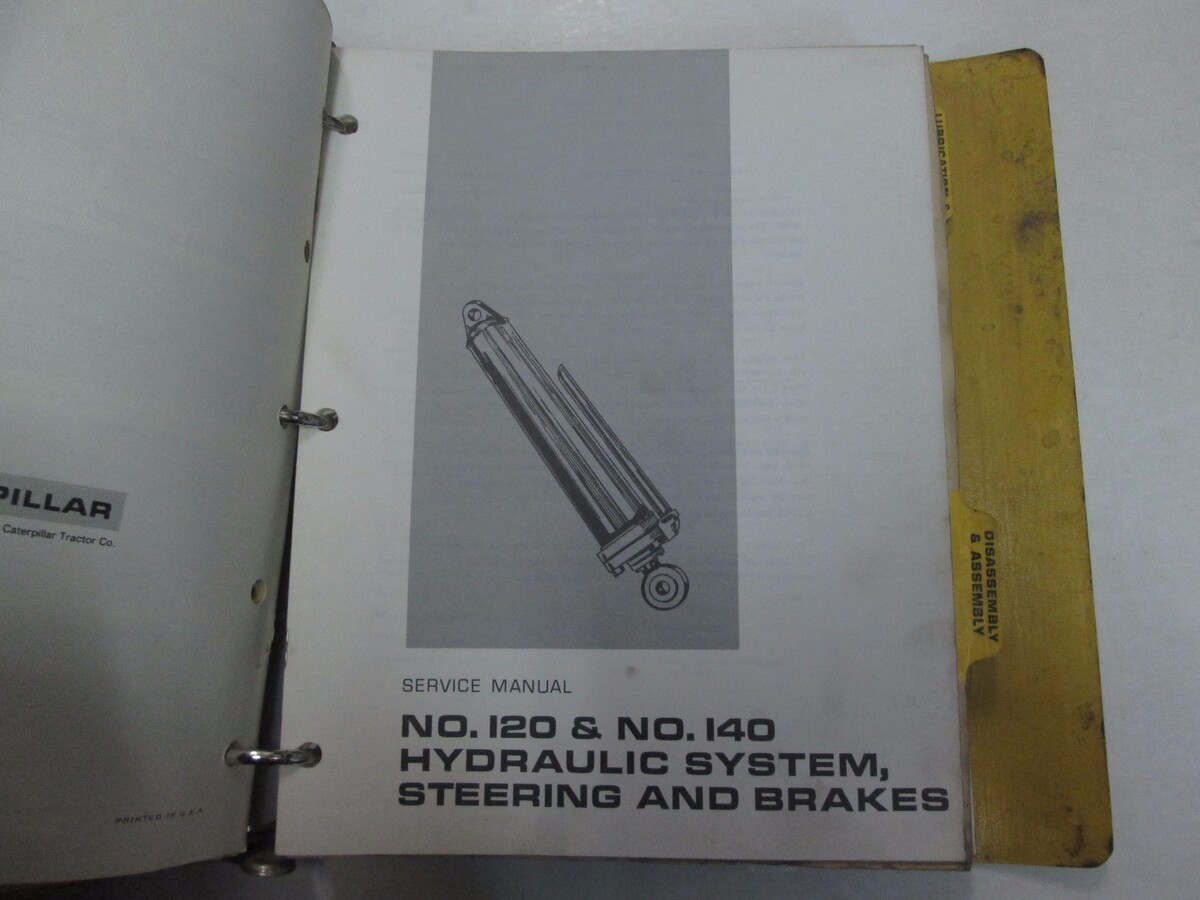 PILLAR
Caterpillar Tractor Co.
PRINTED IN U.S.A.
SERVICE MANUAL
NO. 120 & NO. 140
HYDRAULIC SYSTEM,
STEERING AND BRAKES
LUBRICATION &
DISASSEMBLY
& ASSEMBLY